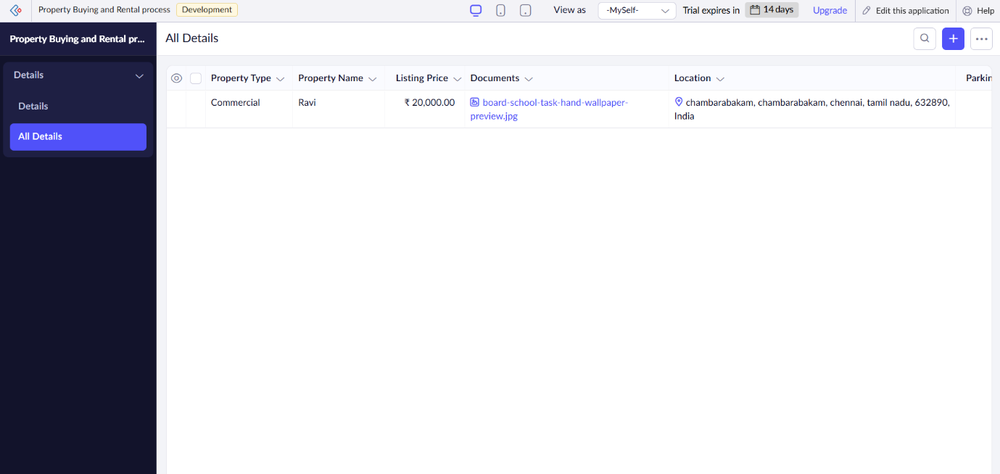 Property Buying and Rental process
Development
View as
-MySelf-
Trial expires in
14 days
Upgrade
Edit this application
Help
Property Buying and Rental pr...
Details
Details
All Details
All Details
Property Type
Property Name
Listing Price
Documents
Location
Parkin
Commercial
Ravi
₹ 20,000.00
board-school-task-hand-wallpaper-
preview.jpg
chambarabakam, chambarabakam, chennai, tamil nadu, 632890,
India